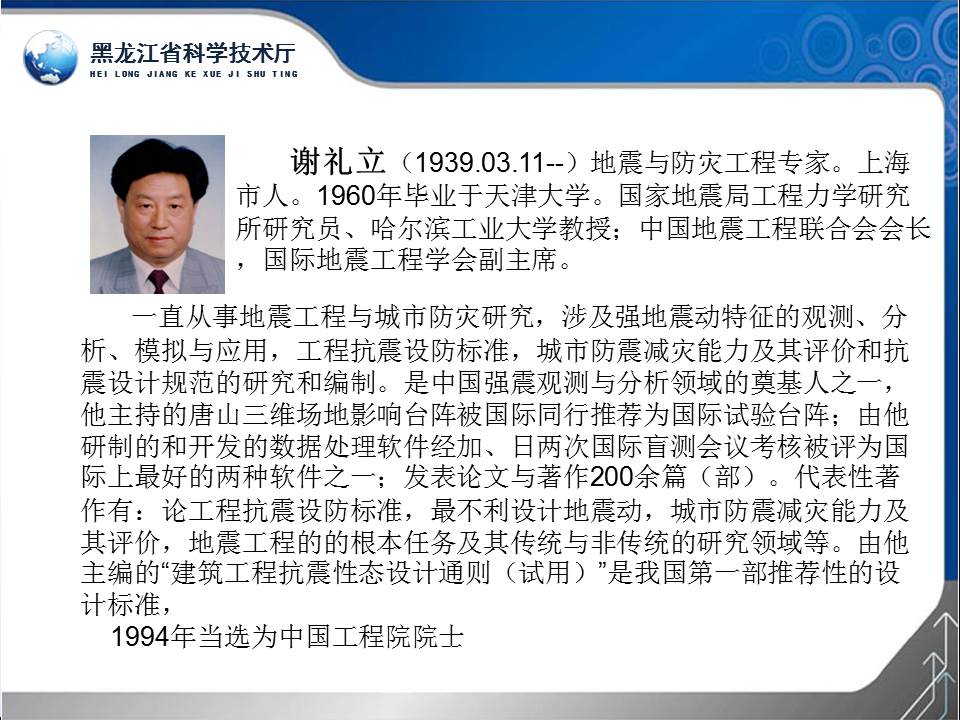 黑龙江省科学技术厅
HEI LONG JIANG KE XUE JI SHU TING
谢礼立（1939.03.11--）地震与防灾工程专家。上海
市人。1960年毕业于天津大学。国家地震局工程力学研究
所研究员、哈尔滨工业大学教授；中国地震工程联合会会长
，国际地震工程学会副主席。
一直从事地震工程与城市防灾研究，涉及强地震动特征的观测、分
析、模拟与应用，工程抗震设防标准，城市防震减灾能力及其评价和抗
震设计规范的研究和编制。是中国强震观测与分析领域的奠基人之一，
他主持的唐山三维场地影响台阵被国际同行推荐为国际试验台阵；由他
研制的和开发的数据处理软件经加、日两次国际盲测会议考核被评为国
际上最好的两种软件之一；发表论文与著作200余篇（部）。代表性著
作有：论工程抗震设防标准，最不利设计地震动，城市防震减灾能力及
其评价，地震工程的的根本任务及其传统与非传统的研究领域等。由他
主编的“建筑工程抗震性态设计通则（试用）”是我国第一部推荐性的设
计标准，
1994年当选为中国工程院院士